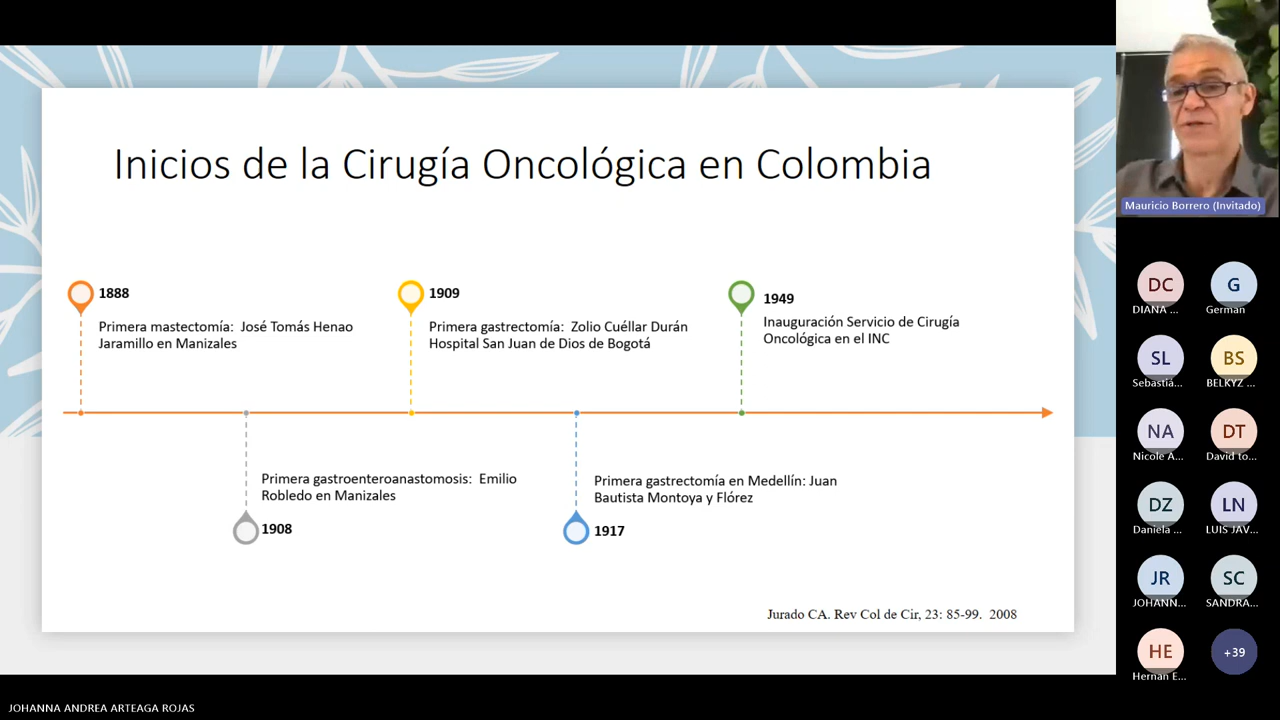 Inicios de la Cirugía Oncológica en Colombia
1888
Primera mastectomía: José Tomás Henao
Jaramillo en Manizales
1909
Primera gastrectomía: Zolio Cuéllar Durán
Hospital San Juan de Dios de Bogotá
1949
Inauguración Servicio de Cirugía
Oncológica en el INC
Primera gastroenteroanastomosis: Emilio
Robledo en Manizales
1908
Primera gastrectomía en Medellín: Juan
Bautista Montoya y Flórez
1917
Jurado CA. Rev Col de Cir, 23: 85-99. 2008
Mauricio Borrero (Invitado)
DC
DIANA ...
G
German
SL
Sebastiá...
BS
BELKYZ ...
NA
Nicole A...
DT
David to...
DZ
Daniela ...
LN
LUIS JAV...
JR
JOHANN...
SC
SANDRA...
HE
Hernan E...
+39
JOHANNA ANDREA ARTEAGA ROJAS